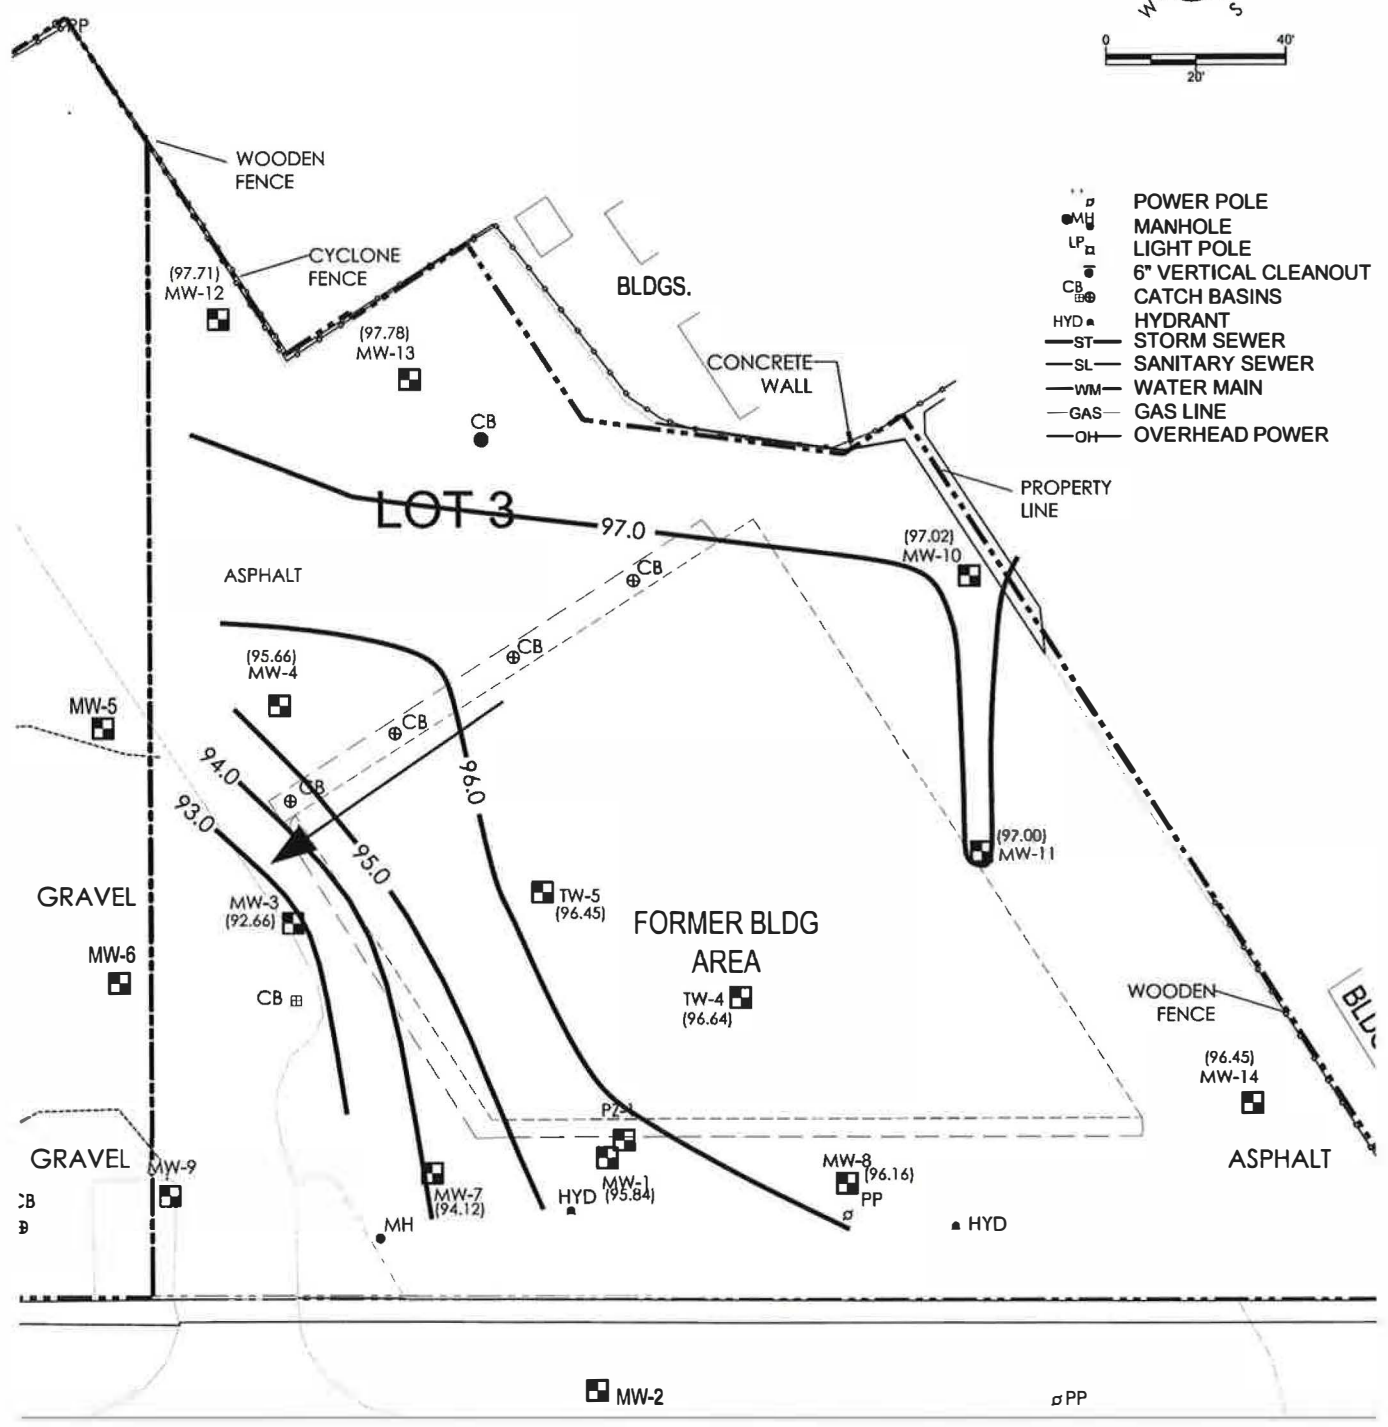 PP
W
S
0
40'
20'
WOODEN
FENCE
POWER POLE
MH
MANHOLE
LP
LIGHT POLE
6" VERTICAL CLEANOUT
CB
CATCH BASINS
HYD
HYDRANT
ST
STORM SEWER
SL
SANITARY SEWER
WM
WATER MAIN
GAS
GAS LINE
OH
OVERHEAD POWER
CYCLONE
FENCE
(97.71)
MW-12
BLDGS.
(97.78)
MW-13
CONCRETE
WALL
CB
PROPERTY
LINE
LOT 3
97.0
(97.02)
MW-10
ASPHALT
CB
CB
(95.66)
MW-4
MW-5
CB
94.0
96.0
CB
93.0
95.0
(97.00)
MW-11
GRAVEL
MW-3
(92.66)
TW-5
(96.45)
FORMER BLDG
AREA
MW-6
CB
TW-4
(96.64)
WOODEN
FENCE
(96.45)
MW-14
PZ-1
GRAVEL
MW-9
MW-8
(96.16)
PP
ASPHALT
MW-7
(94.12)
HYD
MW-1
(95.84)
CB
MH
HYD
MW-2
PP